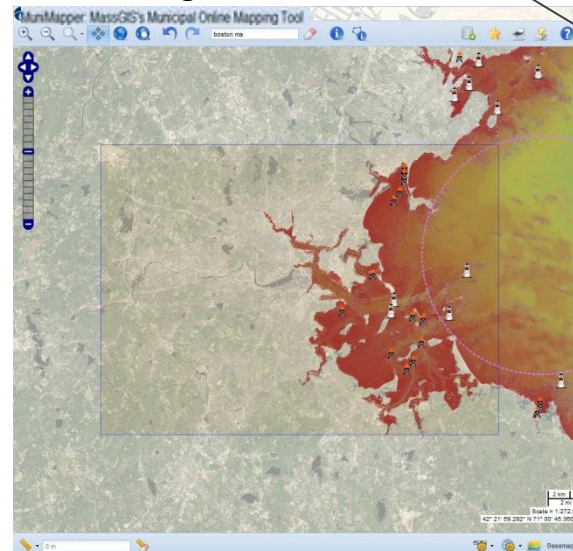 MuniMapper: MassGIS's Municipal Online Mapping Tool
boston ma
2 km
2 mi
Scale = 1:272,
42° 21' 59.292" N 71° 00' 45.360
0 m
Basemap